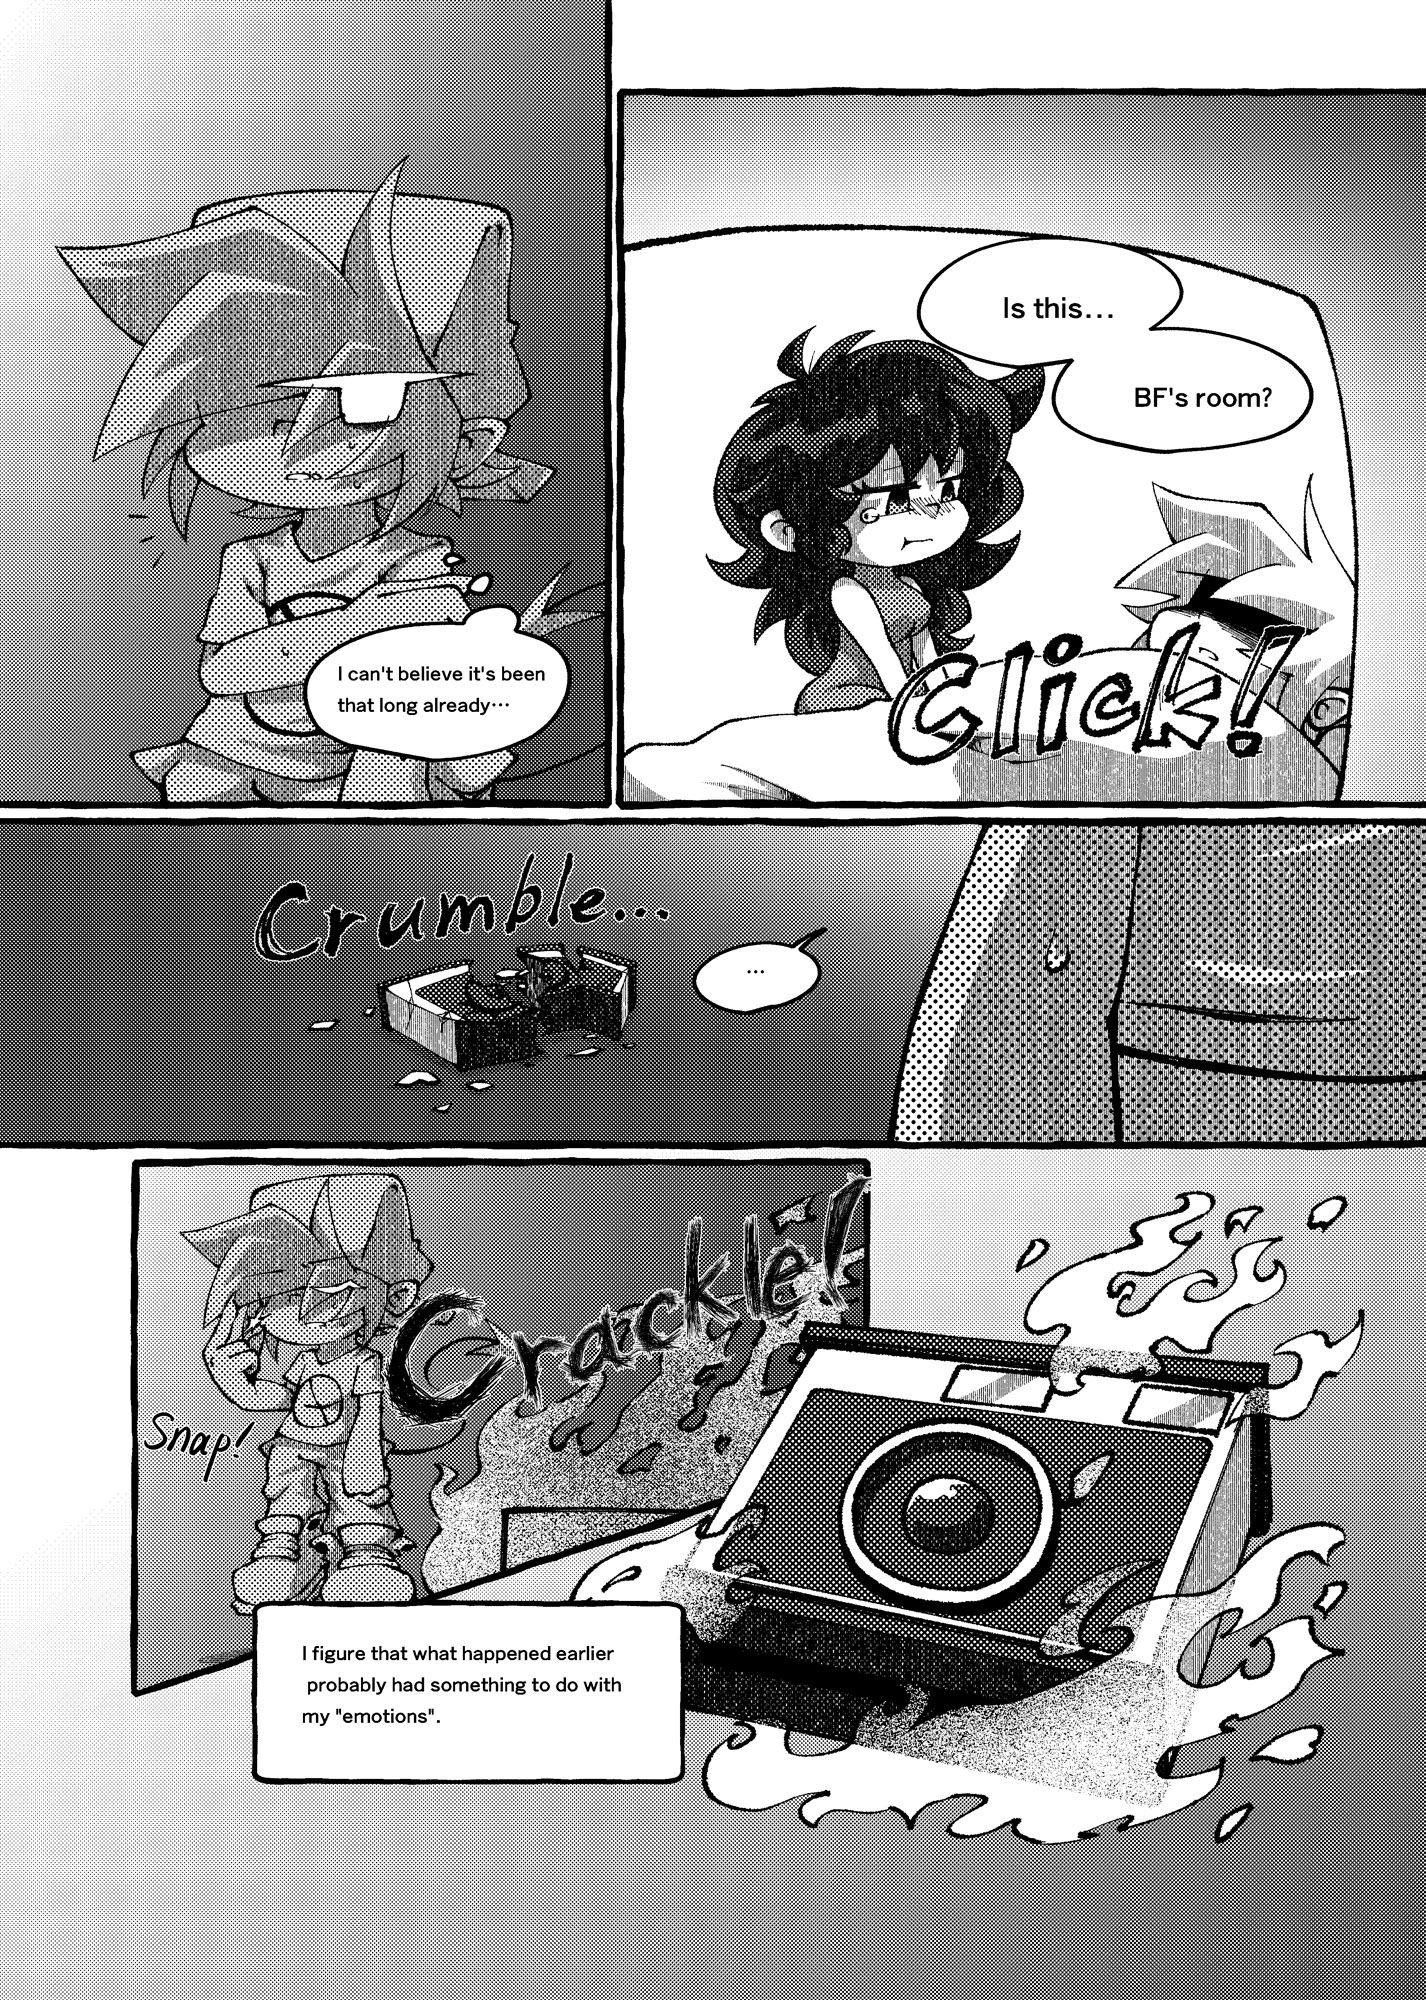 Is this...
BF's room?
Click!
I can't believe it's been
that long already…
Crumble...
...
Crackle!
Snap!
I figure that what happened earlier
probably had something to do with
my "emotions".